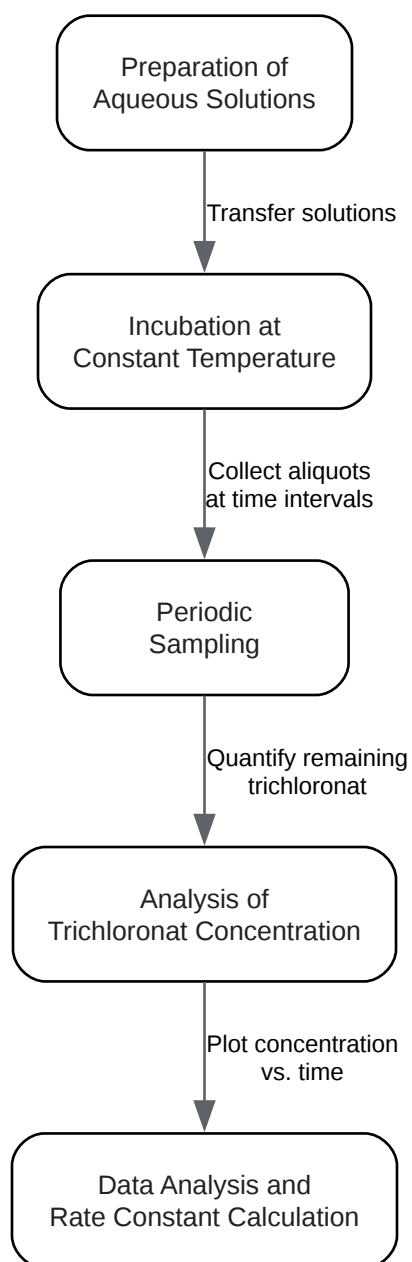 Preparation of
Aqueous Solutions
Transfer solutions
Incubation at
Constant Temperature
Collect aliquots
at time intervals
Periodic
Sampling
Quantify remaining
trichloronat
Analysis of
Trichloronat Concentration
Plot concentration
vs. time
Data Analysis and
Rate Constant Calculation